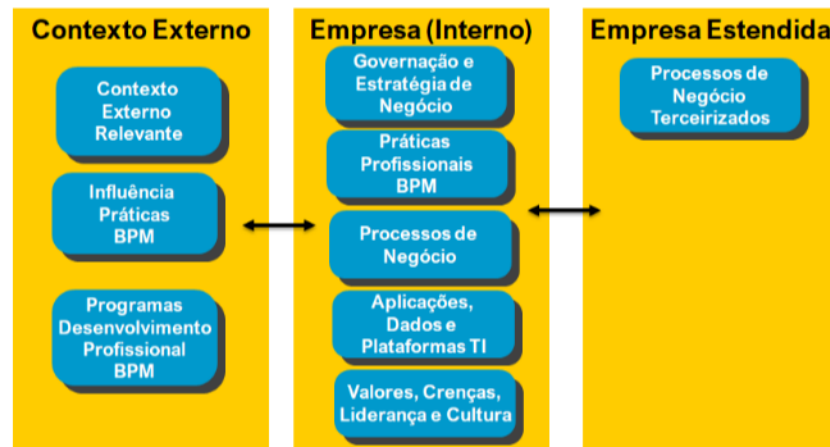 Contexto Externo
Contexto
Externo
Relevante
Influência
Práticas
BPM
Programas
Desenvolvimento
Profissional
BPM
Empresa (Interno)
Governação e
Estratégia de
Negócio
Práticas
Profissionais
BPM
Processos de
Negócio
Aplicações,
Dados e
Plataformas TI
Valores, Crenças,
Liderança e Cultura
Empresa Estendida
Processos de
Negócio
Terceirizados